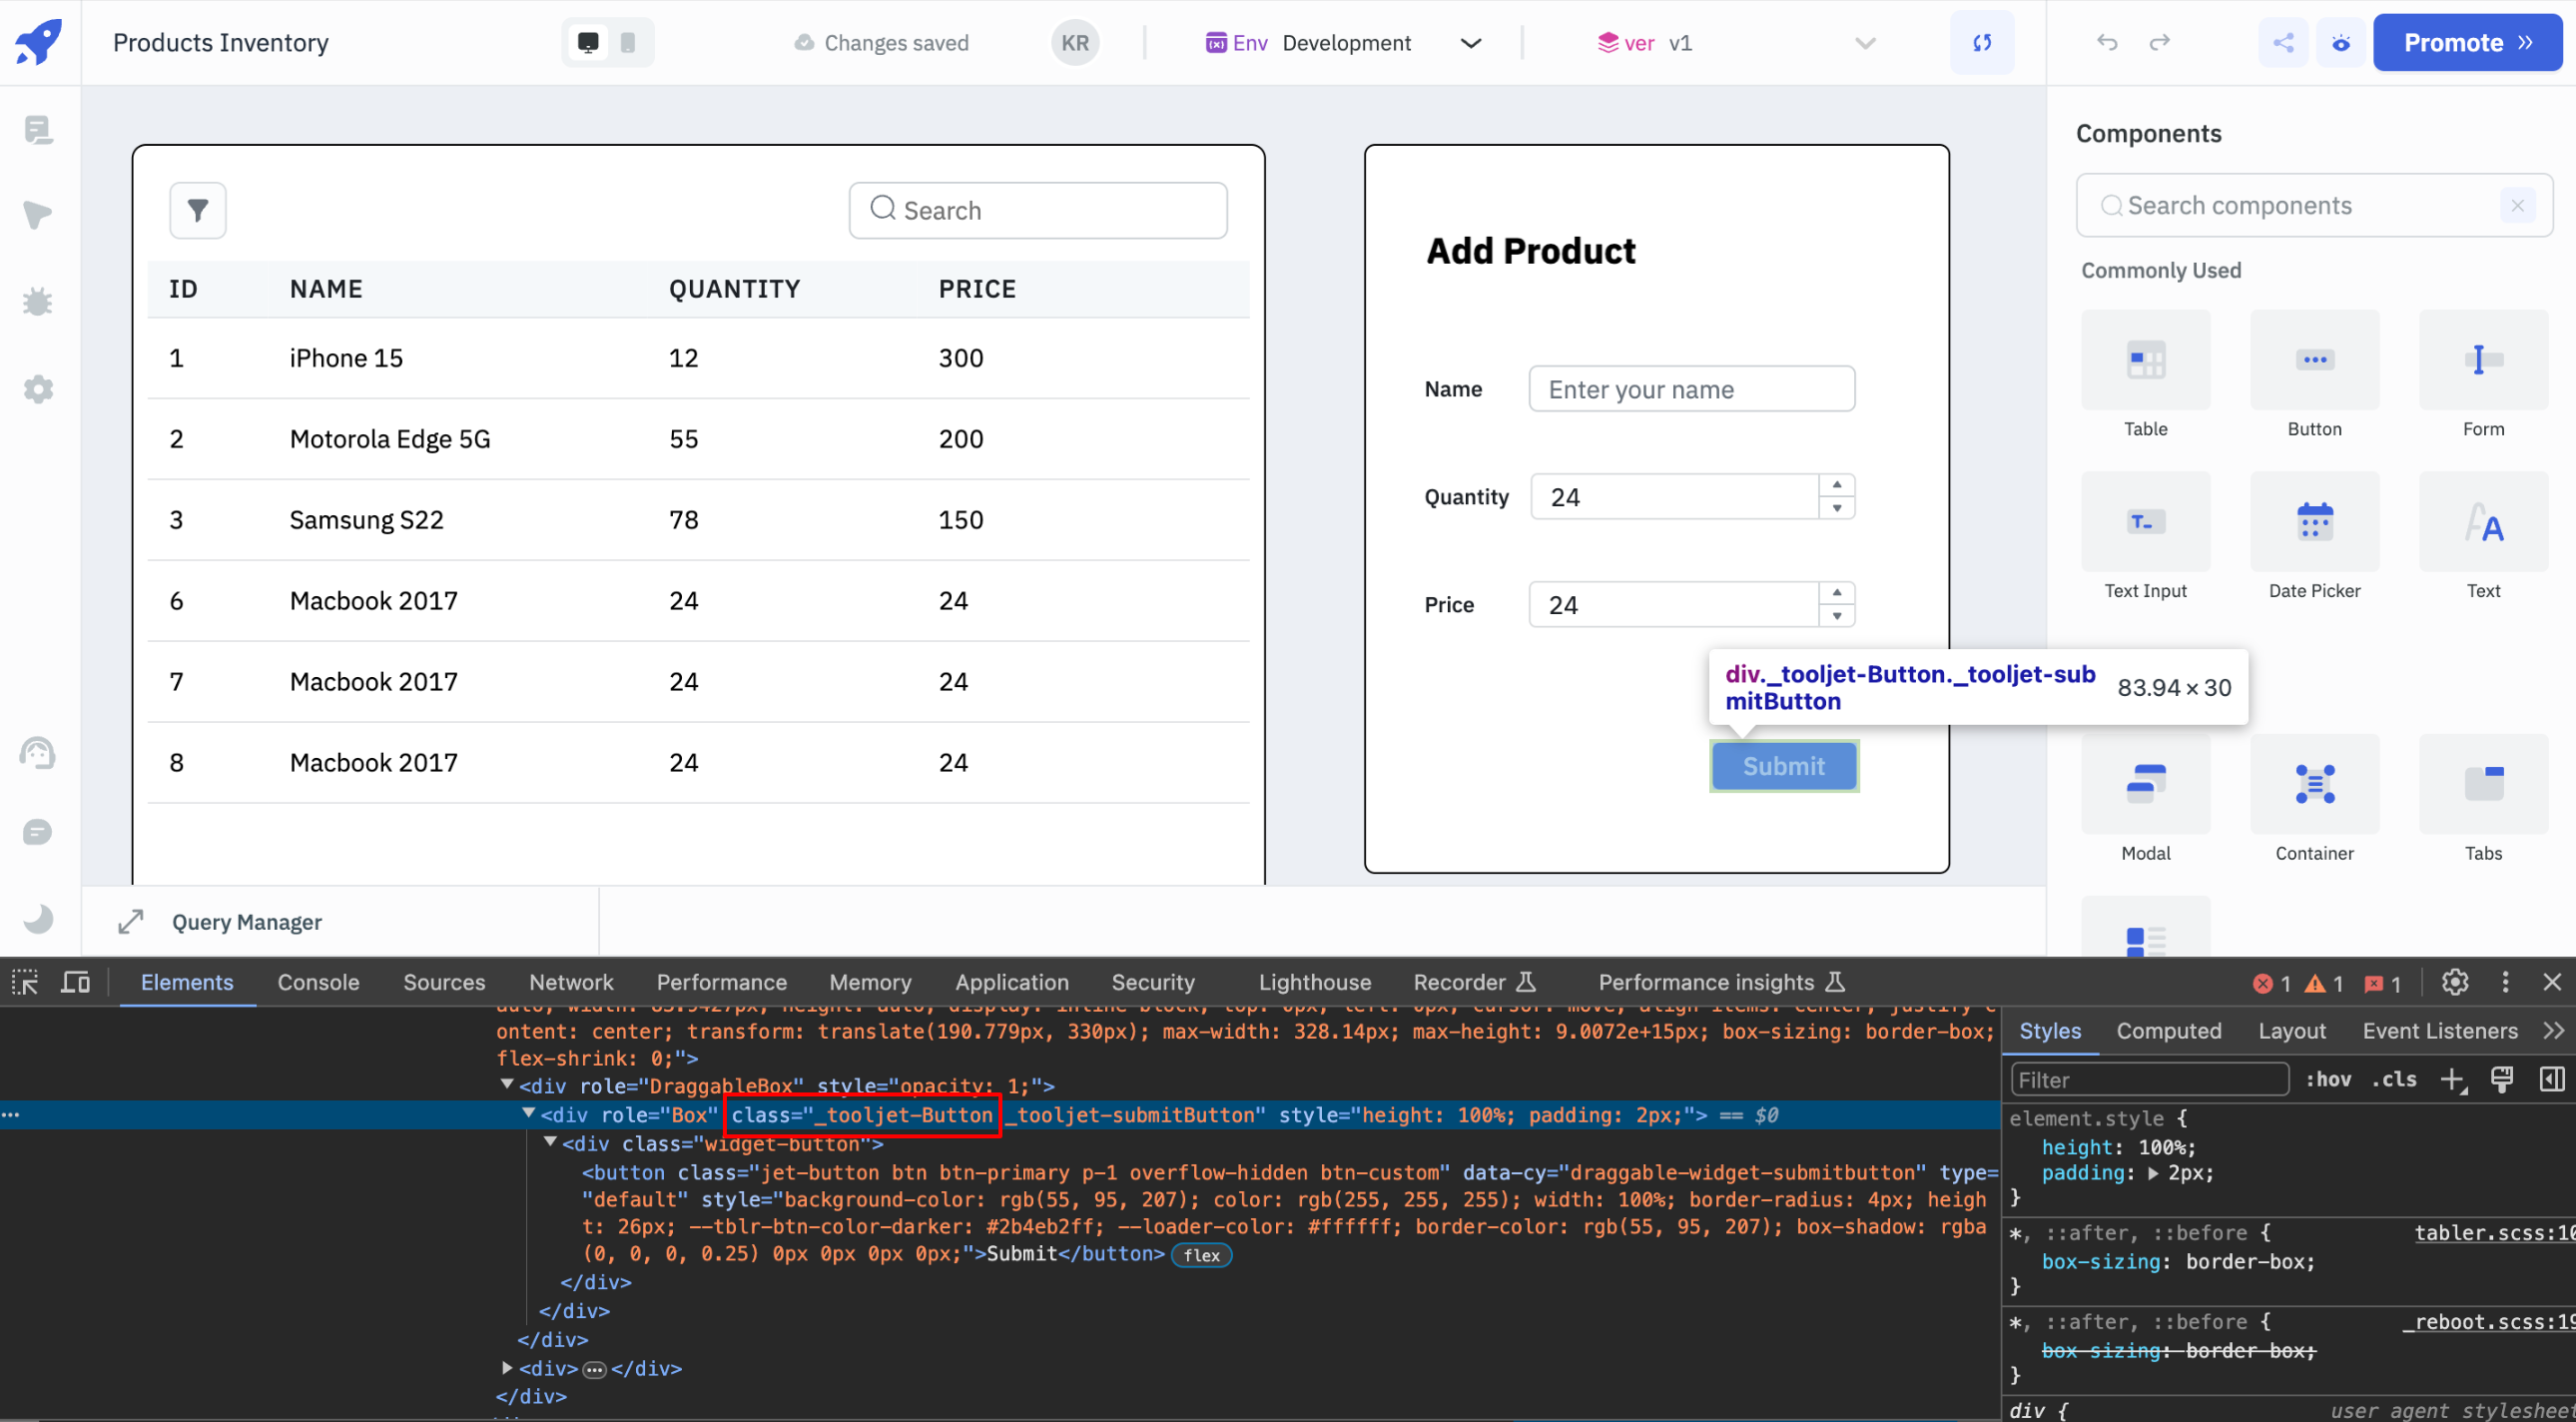 Products Inventory
Changes saved
KR
Env Development
ver v1
Promote
Search
ID NAME QUANTITY PRICE
1 iPhone 15 12 300
2 Motorola Edge 5G 55 200
3 Samsung S22 78 150
6 Macbook 2017 24 24
7 Macbook 2017 24 24
8 Macbook 2017 24 24
Add Product
Name Enter your name
Quantity 24
Price 24
div._tooljet-Button._tooljet-sub
mitButton
83.94 × 30
Submit
Components
Search components
Commonly Used
Table Button Form
Text Input Date Picker Text
Modal Container Tabs
Query Manager
Elements Console Sources Network Performance Memory Application Security Lighthouse Recorder Performance insights
1 1 1
ontent: center; transform: translate(190.779px, 330px); max-width: 328.14px; max-height: 9.0072e+15px; box-sizing: border-box;
flex-shrink: 0;">
<div role="DraggableBox" style="opacity: 1;">
<div role="Box" class="_tooljet-Button _tooljet-submitButton" style="height: 100%; padding: 2px;"> == $0
<div class="widget-button">
<button class="jet-button btn btn-primary p-1 overflow-hidden btn-custom" data-cy="draggable-widget-submitbutton" type=
"default" style="background-color: rgb(55, 95, 207); color: rgb(255, 255, 255); width: 100%; border-radius: 4px; heigh
t: 26px; --tblr-btn-color-darker: #2b4eb2ff; --loader-color: #ffffff; border-color: rgb(55, 95, 207); box-shadow: rgba
(0, 0, 0, 0.25) 0px 0px 0px 0px;">Submit</button> flex
</div>
</div>
</div>
<div> … </div>
</div>
Styles Computed Layout Event Listeners
Filter :hov .cls
element.style {
height: 100%;
padding: 2px;
}
*, ::after, ::before { tabler.scss:16
box-sizing: border-box;
}
*, ::after, ::before { _reboot.scss:19
box-sizing: border-box;
}
div { user agent stylesheet